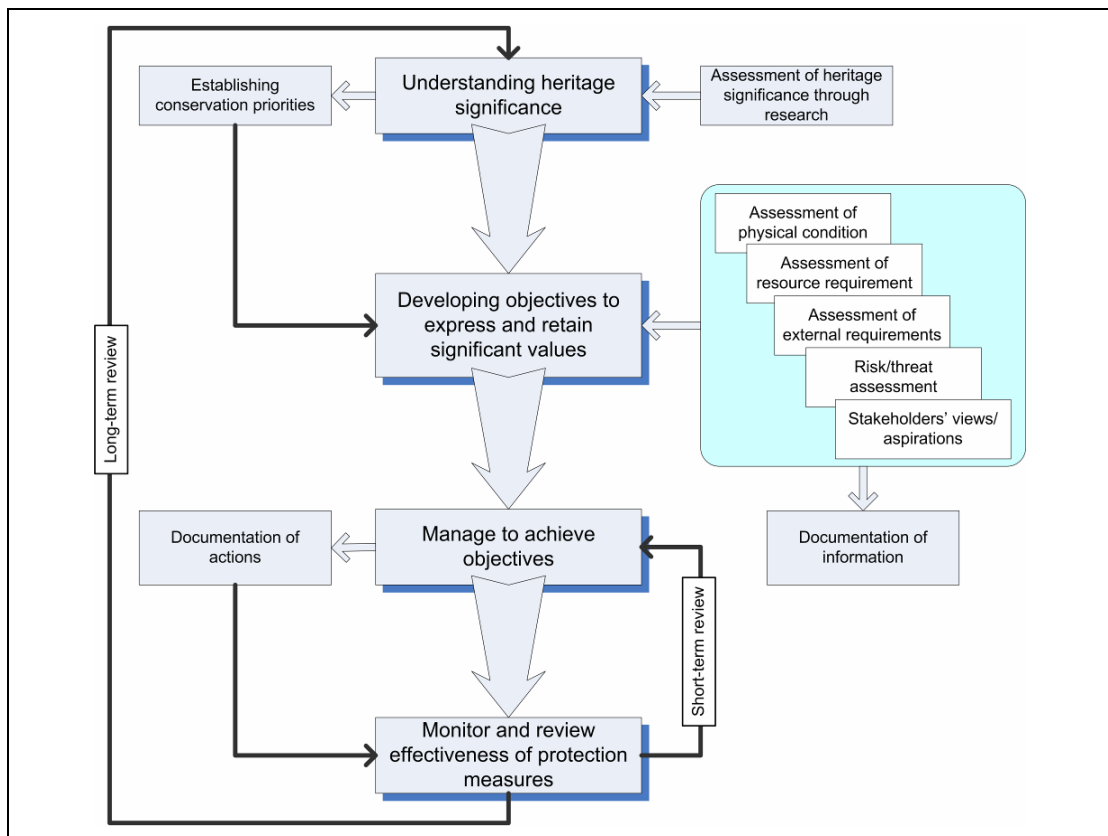 Understanding heritage
significance
Establishing
conservation priorities
Assessment of heritage
significance through
research
Assessment of
physical condition
Assessment of
resource requirement
Assessment of
external requirements
Risk/threat
assessment
Stakeholders’ views/
aspirations
Developing objectives to
express and retain
significant values
Long-term review
Documentation of
actions
Manage to achieve
objectives
Documentation of
information
Short-term review
Monitor and review
effectiveness of protection
measures